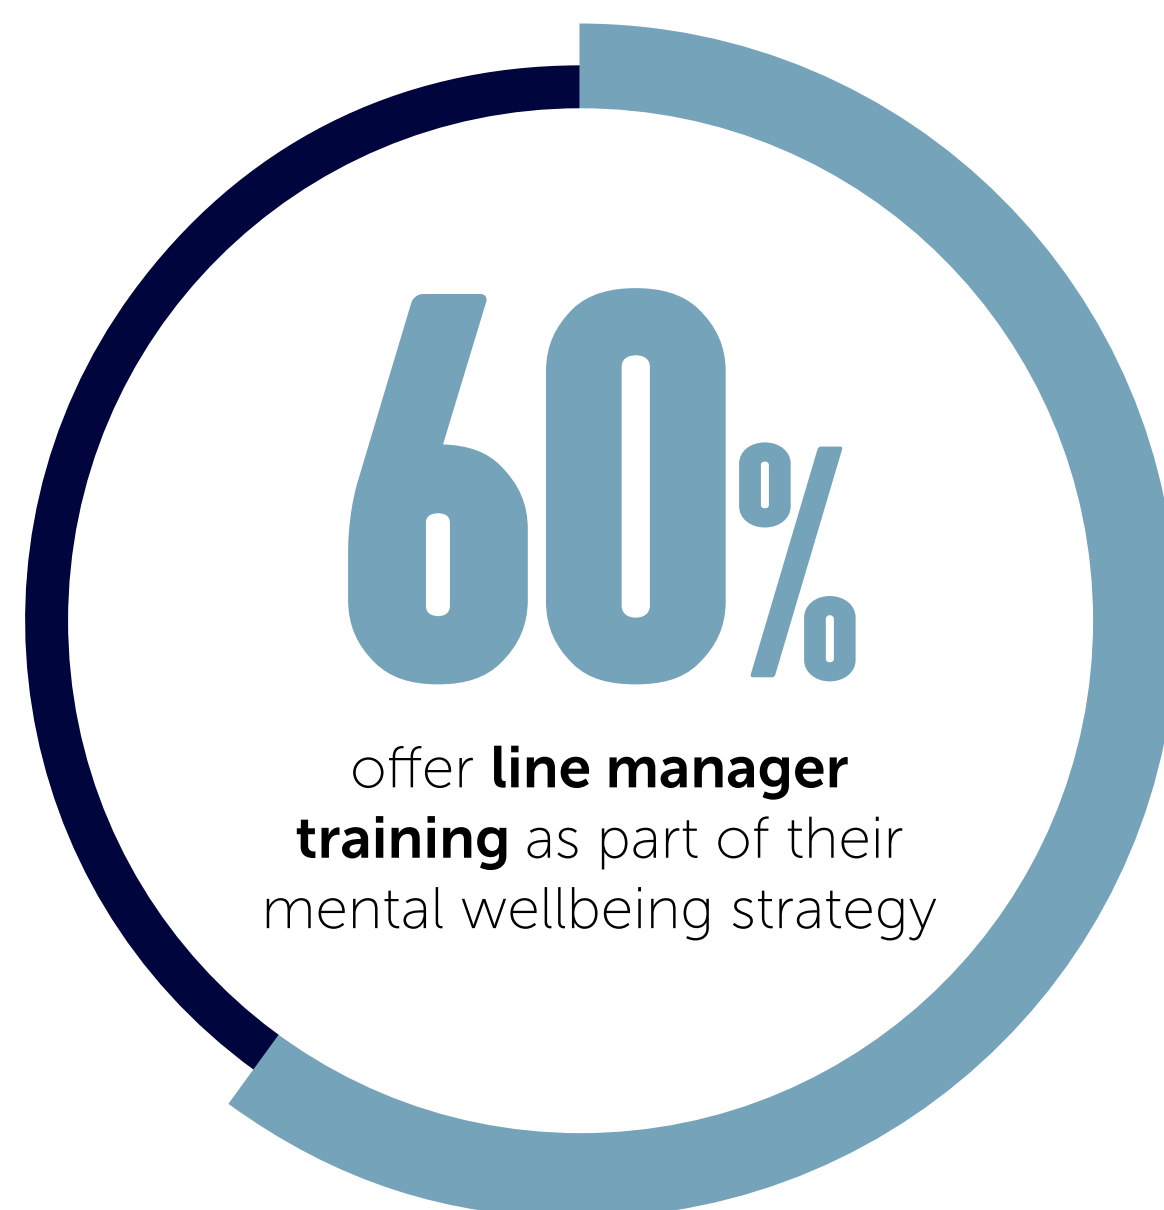 60%
offer line manager
training as part of their
mental wellbeing strategy